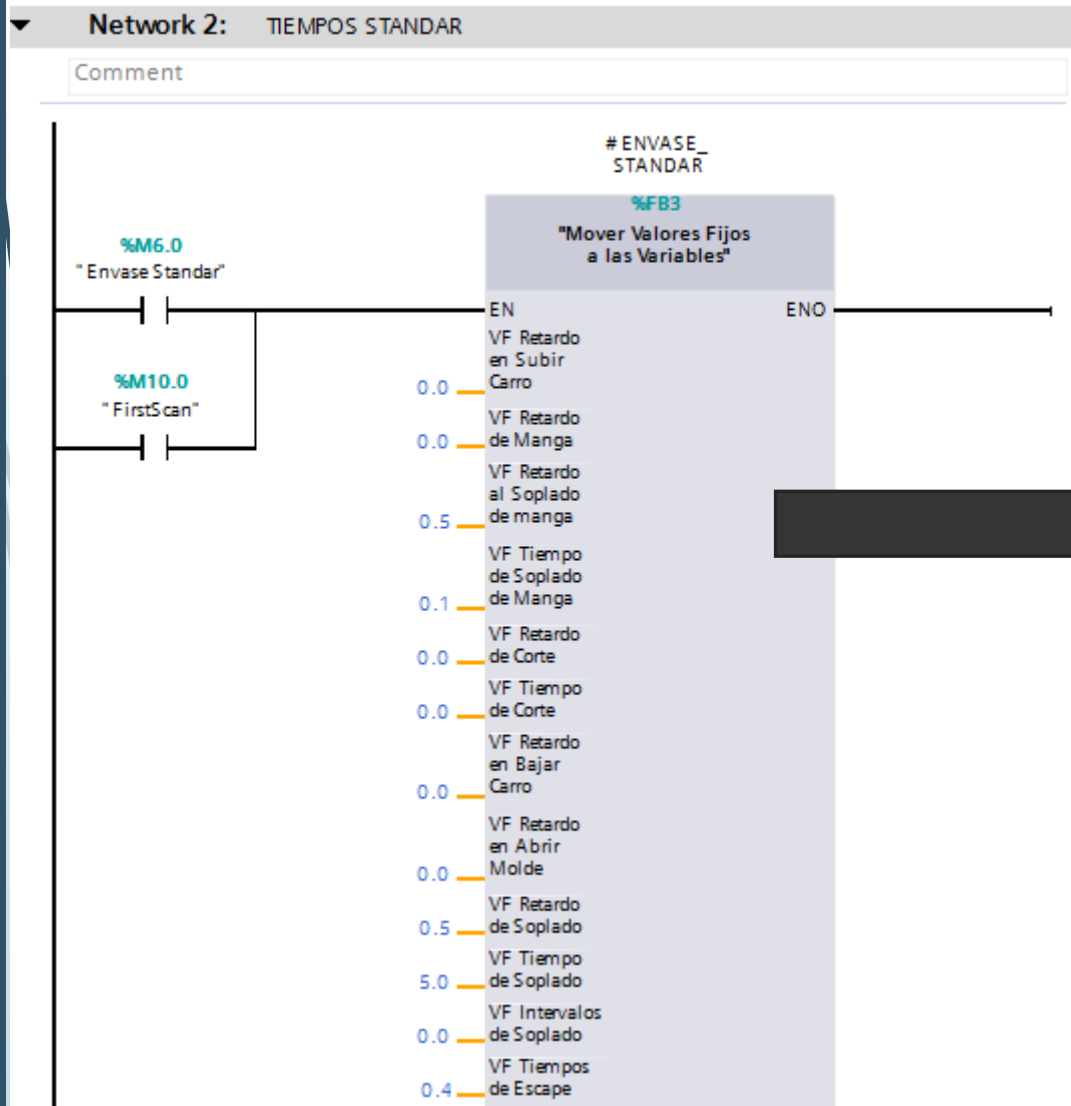 Network 2: TIEMPOS STANDAR
Comment
#ENVASE_
STANDAR
%FB3
"Mover Valores Fijos
a las Variables"
%M6.0
"Envase Standar"
EN
ENO
%M10.0
"FirstScan"
VF Retardo
en Subir
0.0 Carro
VF Retardo
0.0 de Manga
VF Retardo
al Soplado
0.5 de manga
VF Tiempo
de Soplado
0.1 de Manga
VF Retardo
0.0 de Corte
VF Tiempo
0.0 de Corte
VF Retardo
en Bajar
0.0 Carro
VF Retardo
en Abrir
0.0 Molde
VF Retardo
0.5 de Soplado
VF Tiempo
5.0 de Soplado
VF Intervalos
0.0 de Soplado
VF Tiempos
0.4 de Escape